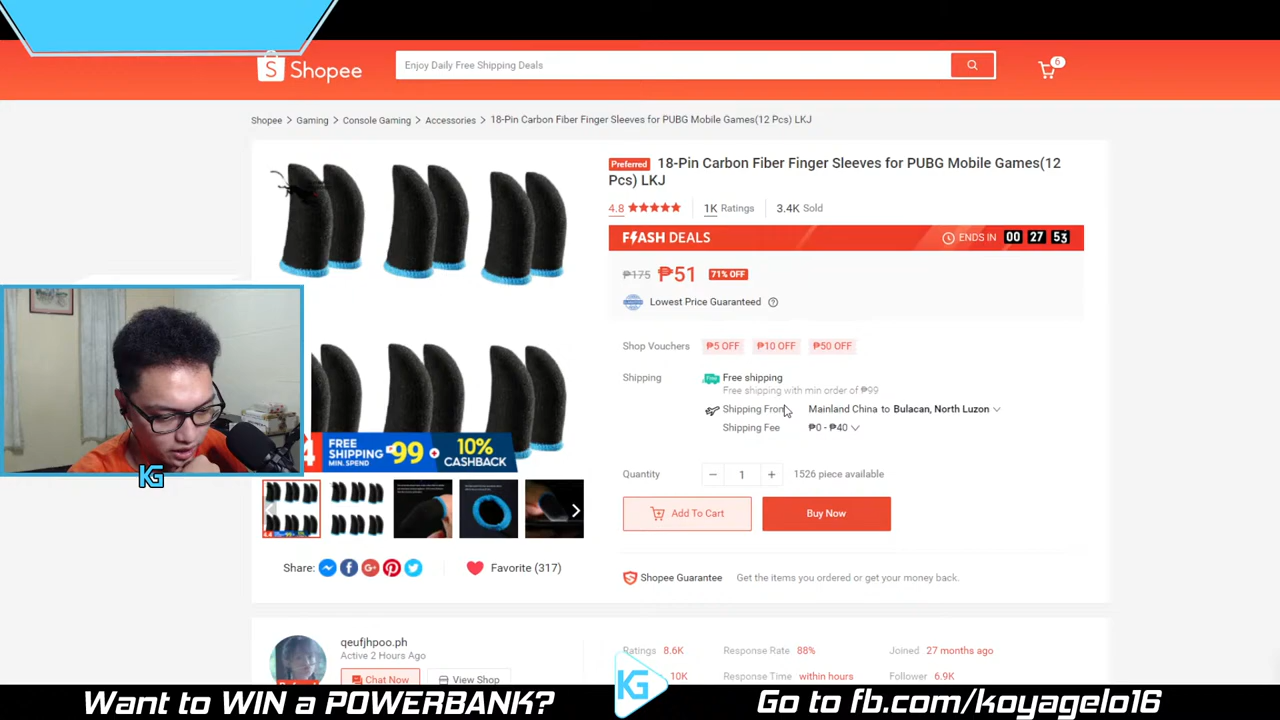 Shopee
Enjoy Daily Free Shipping Deals
6
Shopee > Gaming > Console Gaming > Accessories > 18-Pin Carbon Fiber Finger Sleeves for PUBG Mobile Games(12 Pcs) LKJ
Preferred 18-Pin Carbon Fiber Finger Sleeves for PUBG Mobile Games(12
Pcs) LKJ
4.8 1K Ratings 3.4K Sold
FLASH DEALS ENDS IN 00 27 53
₱175 ₱51 71% OFF
Lowest Price Guaranteed
Shop Vouchers ₱5 OFF ₱10 OFF ₱50 OFF
Shipping Free shipping
Free shipping with min order of ₱99
Shipping From Mainland China to Bulacan, North Luzon
Shipping Fee ₱0 - ₱40
FREE SHIPPING MIN. SPEND ₱99 + 10% CASHBACK
Quantity 1 1526 piece available
Add To Cart Buy Now
Share: Favorite (317)
Shopee Guarantee Get the items you ordered or get your money back.
qeufjhpoo.ph
Active 2 Hours Ago
Chat Now View Shop
Ratings 8.6K Response Rate 88% Joined 27 months ago
10K Response Time within hours Follower 6.9K
KG
KG
Want to WIN a POWERBANK? Go to fb.com/koyagelo16